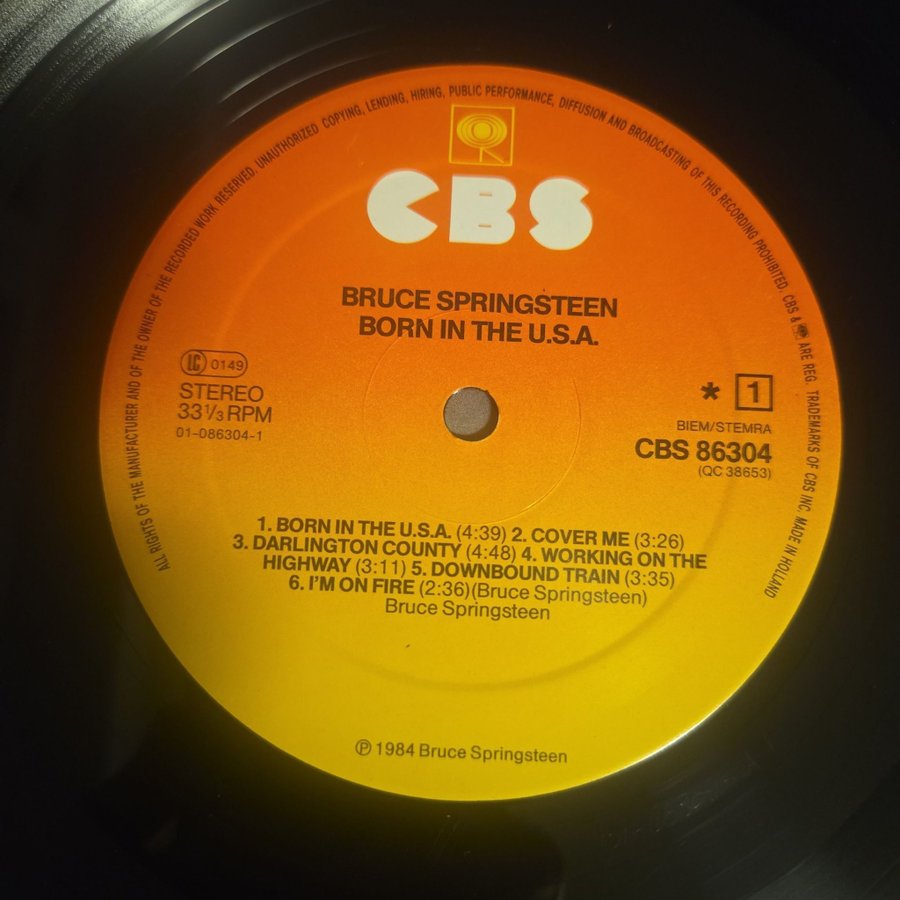 ALL RIGHTS OF THE MANUFACTURER AND OF THE OWNER OF THE RECORDED WORK RESERVED. UNAUTHORIZED COPYING, LENDING, HIRING, PUBLIC PERFORMANCE, DIFFUSION AND BROADCASTING OF THIS RECORDING PROHIBITED. CBS & ARE REG. TRADEMARKS OF CBS INC. MADE IN HOLLAND
CBS
BRUCE SPRINGSTEEN
BORN IN THE U.S.A.
LC 0149
STEREO
33 1/3 RPM
01-086304-1
* 1
BIEM/STEMRA
CBS 86304
(QC 38653)
1. BORN IN THE U.S.A. (4:39) 2. COVER ME (3:26)
3. DARLINGTON COUNTY (4:48) 4. WORKING ON THE
HIGHWAY (3:11) 5. DOWNBOUND TRAIN (3:35)
6. I'M ON FIRE (2:36)(Bruce Springsteen)
Bruce Springsteen
℗ 1984 Bruce Springsteen